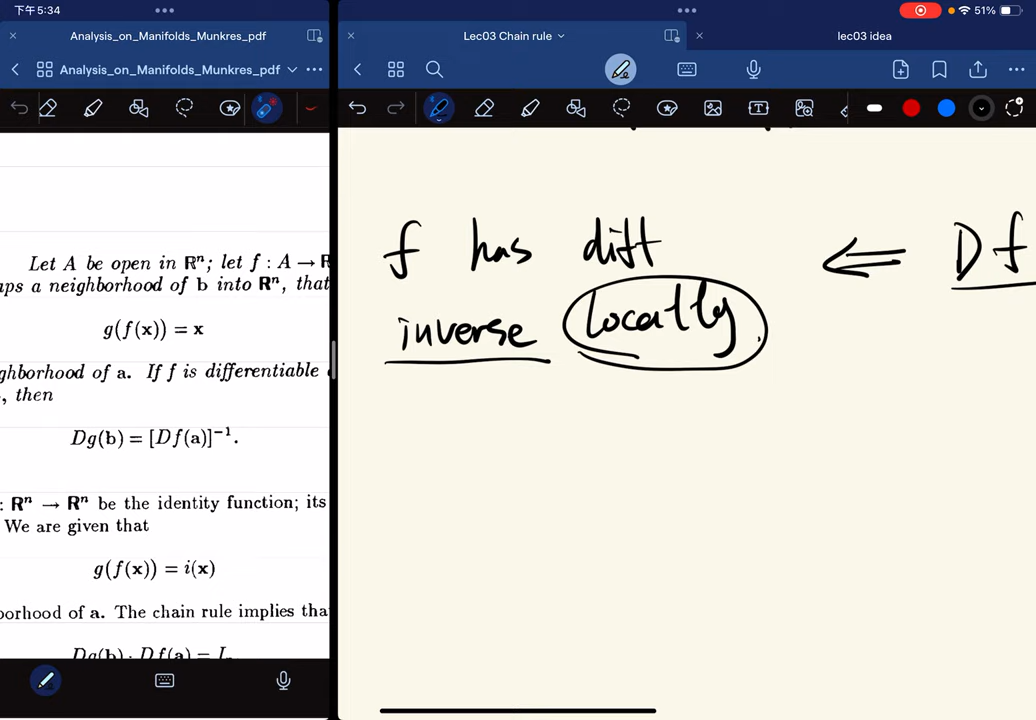 下午5:34
51%
Analysis_on_Manifolds_Munkres_pdf
Analysis_on_Manifolds_Munkres_pdf
Let A be open in Rⁿ; let f : A → R
aps a neighborhood of b into Rⁿ, that
g(f(x)) = x
ghborhood of a. If f is differentiable
, then
Dg(b) = [Df(a)]⁻¹.
: Rⁿ → Rⁿ be the identity function; its
We are given that
g(f(x)) = i(x)
orhood of a. The chain rule implies tha
Dg(b) · Df(a) = I
Lec03 Chain rule
lec03 idea
f has diff ⇐ Df
inverse locally.